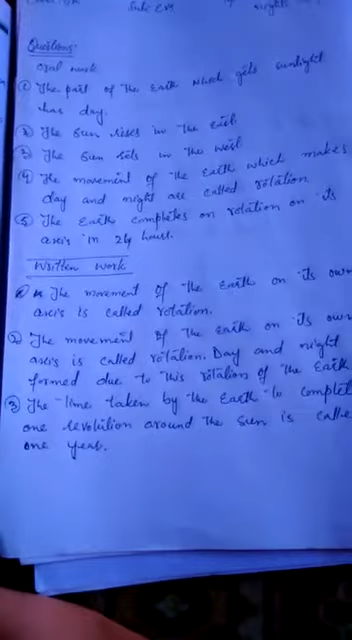 Sub: EVS
Questions:
Oral work
① The part of the Earth which gets sunlight
has day.
② The Sun rises in the East
③ The Sun sets in the West
④ The movement of the Earth which makes
day and night are called rotation.
⑤ The Earth completes on rotation on its
axis in 24 hours.
Written work
① The movement of the Earth on its own
axis is called rotation.
② The movement of the Earth on its own
axis is called rotation. Day and night
formed due to this rotation of the Earth
③ The time taken by the Earth to complet
one revolution around the Sun is calle
one year.